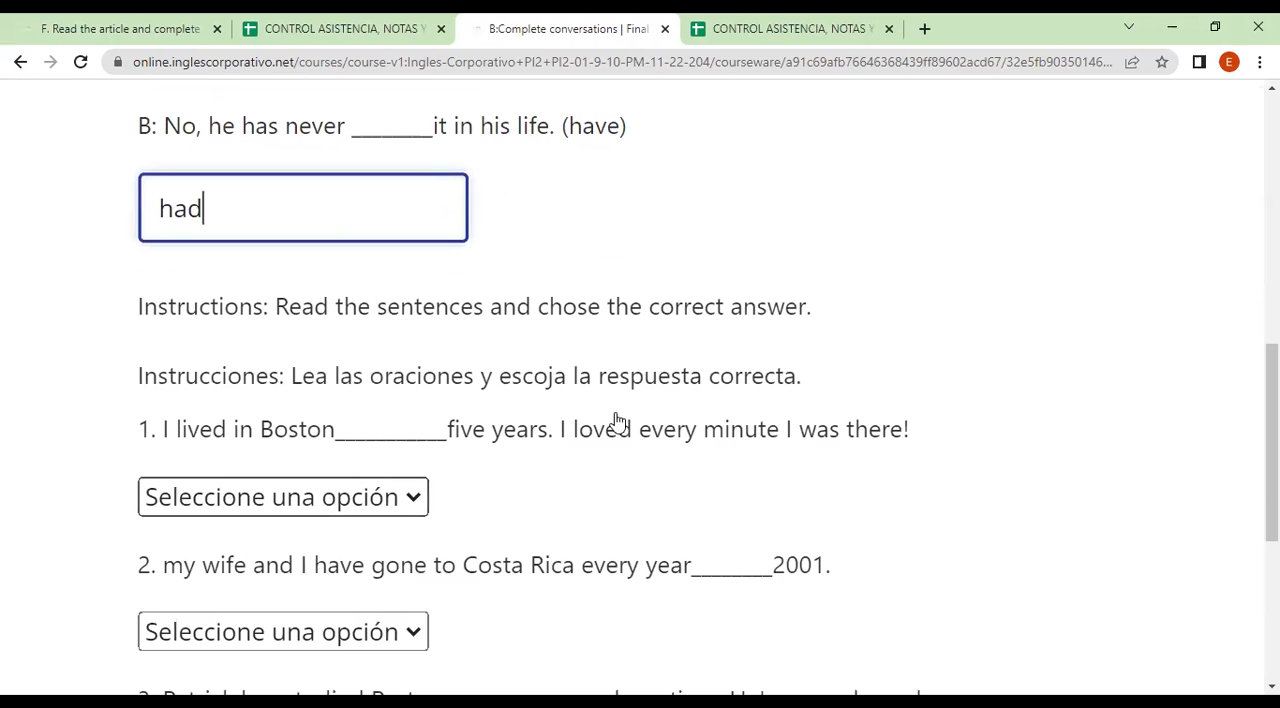 F. Read the article and complete
CONTROL ASISTENCIA, NOTAS Y
B:Complete conversations | Final
CONTROL ASISTENCIA, NOTAS Y
online.inglescorporativo.net/courses/course-v1:Ingles-Corporativo+PI2+PI2-01-9-10-PM-11-22-204/courseware/a91c69afb76646368439ff89602acd67/32e5fb90350146...
E
B: No, he has never ________it in his life. (have)
had
Instructions: Read the sentences and chose the correct answer.
Instrucciones: Lea las oraciones y escoja la respuesta correcta.
1. I lived in Boston___________five years. I loved every minute I was there!
Seleccione una opción
2. my wife and I have gone to Costa Rica every year________2001.
Seleccione una opción